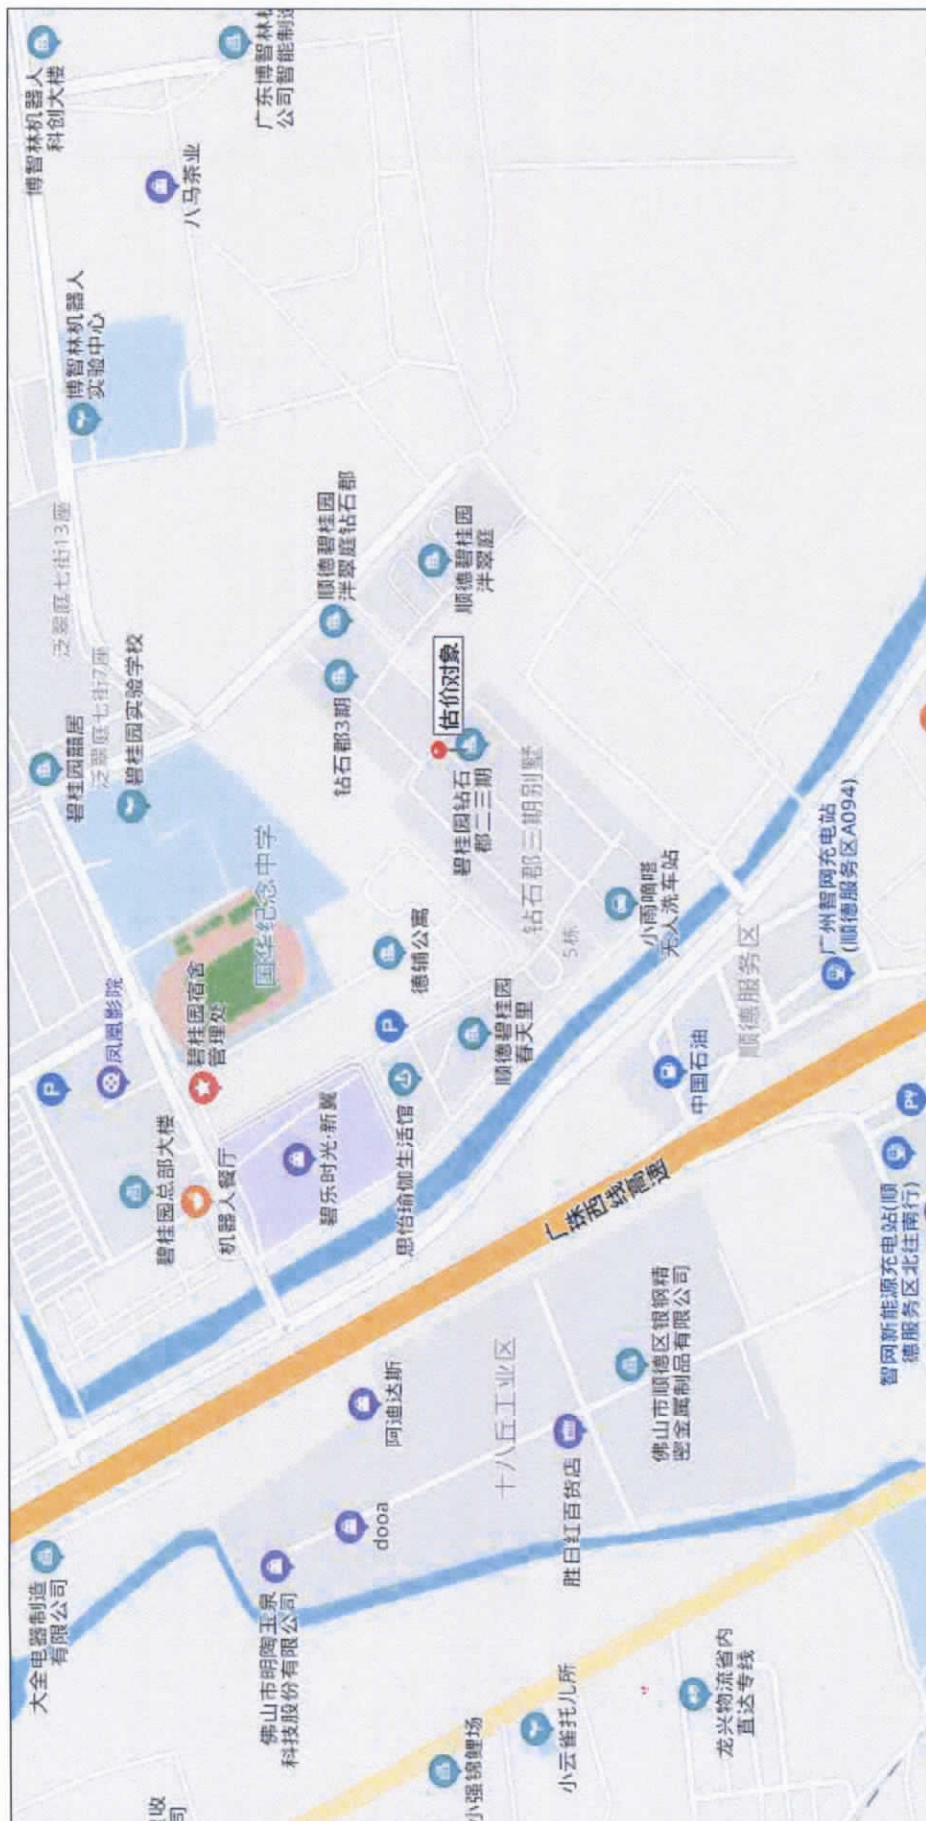 大全电器制造
有限公司
碧桂园总部大楼
凤凰影院
P
碧桂园囍居
泛翠庭七街7座
泛翠庭七街13座
碧桂园实验学校
博智林机器人
实验中心
博智林机器人
科创大楼
八马茶业
广东博智林
公司智能制造
机器人餐厅
碧桂园宿舍
管理处
国华纪念中学
佛山市明陶玉泉
科技股份有限公司
dooa
阿迪达斯
碧乐时光·新翼
思怡瑜伽生活馆
P
德辅公寓
钻石郡3期
顺德碧桂园
泮翠庭钻石郡
顺德碧桂园
泮翠庭
估价对象
碧桂园钻石
郡二三期
钻石郡三期别墅
5栋
顺德碧桂园
春天里
小强锦鲤场
小云雀托儿所
十八丘工业区
胜日红百货店
广珠西线高速
小雨嘀嗒
无人洗车站
佛山市顺德区银钢精
密金属制品有限公司
中国石油
顺德服务区
龙兴物流省内
直达专线
广州智网充电站
(顺德服务区A094)
智网新能源充电站(顺
德服务区北往南行)
收
司